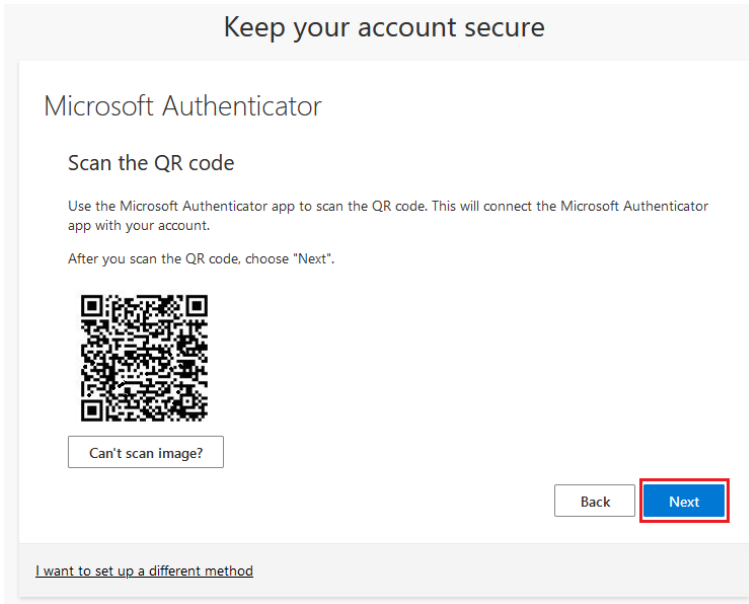 Keep your account secure
Microsoft Authenticator
Scan the QR code
Use the Microsoft Authenticator app to scan the QR code. This will connect the Microsoft Authenticator
app with your account.
After you scan the QR code, choose "Next".
Can't scan image?
Back
Next
I want to set up a different method